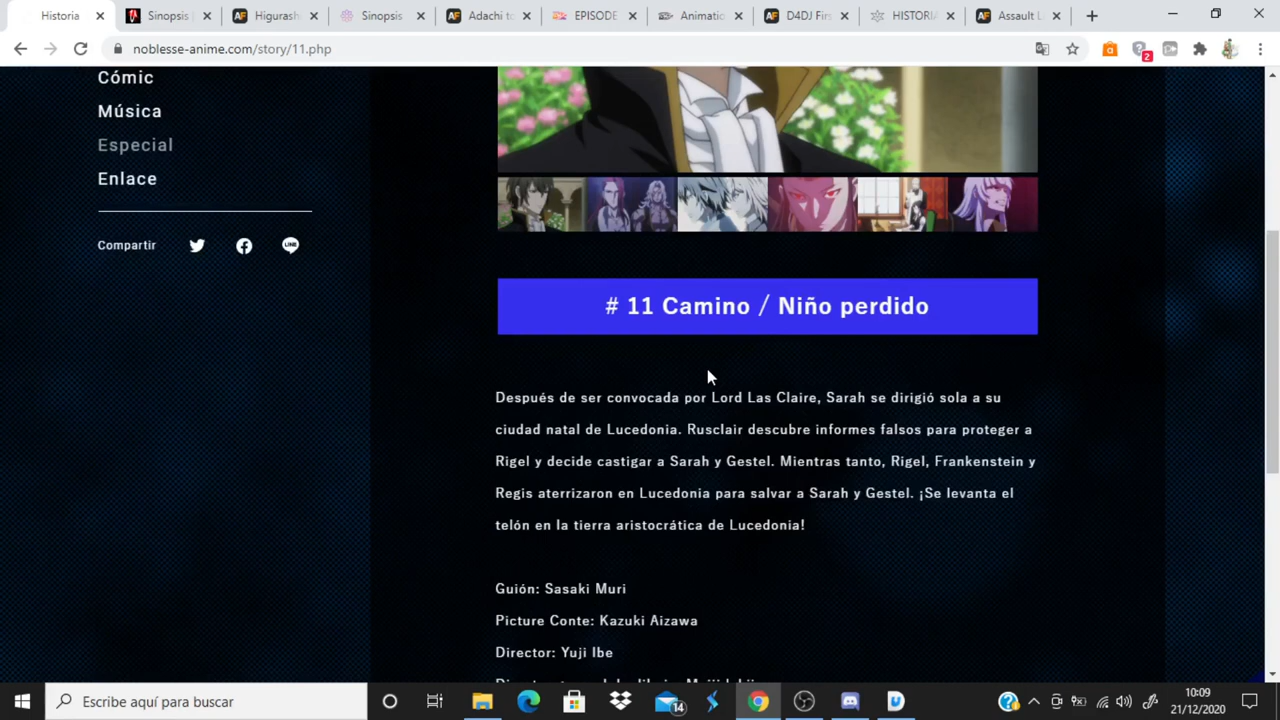 Historia
Sinopsis |
Higurash
Sinopsis
Adachi to
EPISODE
Animatio
D4DJ Firs
HISTORIA
Assault L
noblesse-anime.com/story/11.php
2
Cómic
Música
Especial
Enlace
Compartir
LINE
# 11 Camino / Niño perdido
Después de ser convocada por Lord Las Claire, Sarah se dirigió sola a su
ciudad natal de Lucedonia. Rusclair descubre informes falsos para proteger a
Rigel y decide castigar a Sarah y Gestel. Mientras tanto, Rigel, Frankenstein y
Regis aterrizaron en Lucedonia para salvar a Sarah y Gestel. ¡Se levanta el
telón en la tierra aristocrática de Lucedonia!
Guión: Sasaki Muri
Picture Conte: Kazuki Aizawa
Director: Yuji Ibe
Escribe aquí para buscar
14
10:09
21/12/2020